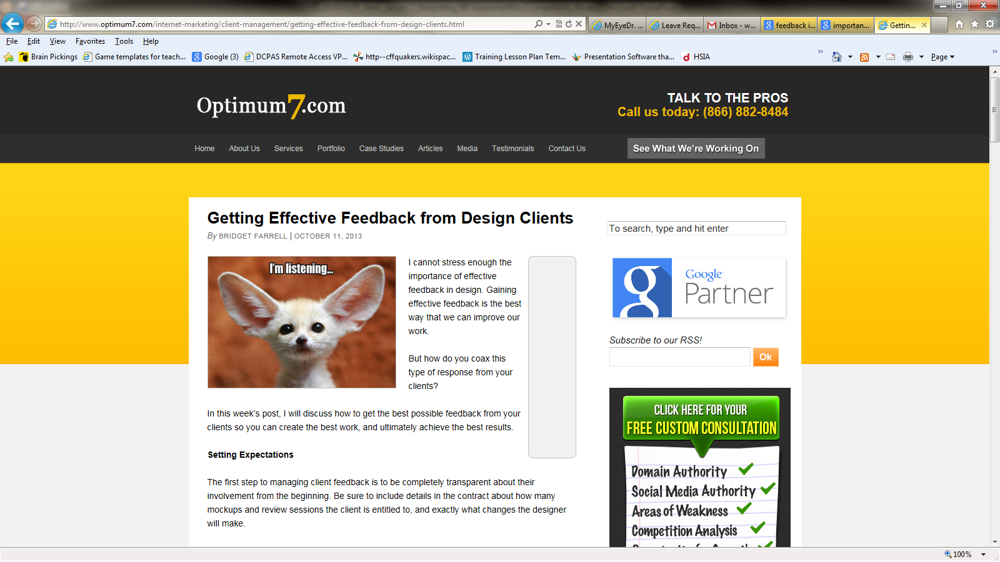 http://www.optimum7.com/internet-marketing/client-management/getting-effective-feedback-from-design-clients.html
MyEyeDr. ...
Leave Req...
Inbox - w...
feedback i...
importan...
Gettin...
File Edit View Favorites Tools Help
Brain Pickings
Game templates for teach...
Google (3)
DCPAS Remote Access VP...
http--cffquakers.wikispac...
Training Lesson Plan Tem...
Presentation Software tha...
HSIA
Page
Optimum7.com
TALK TO THE PROS
Call us today: (866) 882-8484
Home About Us Services Portfolio Case Studies Articles Media Testimonials Contact Us
See What We’re Working On
Getting Effective Feedback from Design Clients
By BRIDGET FARRELL | OCTOBER 11, 2013
I'm listening...
I cannot stress enough the
importance of effective
feedback in design. Gaining
effective feedback is the best
way that we can improve our
work.
But how do you coax this
type of response from your
clients?
In this week’s post, I will discuss how to get the best possible feedback from your
clients so you can create the best work, and ultimately achieve the best results.
Setting Expectations
The first step to managing client feedback is to be completely transparent about their
involvement from the beginning. Be sure to include details in the contract about how many
mockups and review sessions the client is entitled to, and exactly what changes the designer
will make.
To search, type and hit enter
Google
Partner
Subscribe to our RSS!
Ok
CLICK HERE FOR YOUR
FREE CUSTOM CONSULTATION
Domain Authority
Social Media Authority
Areas of Weakness
Competition Analysis
100%